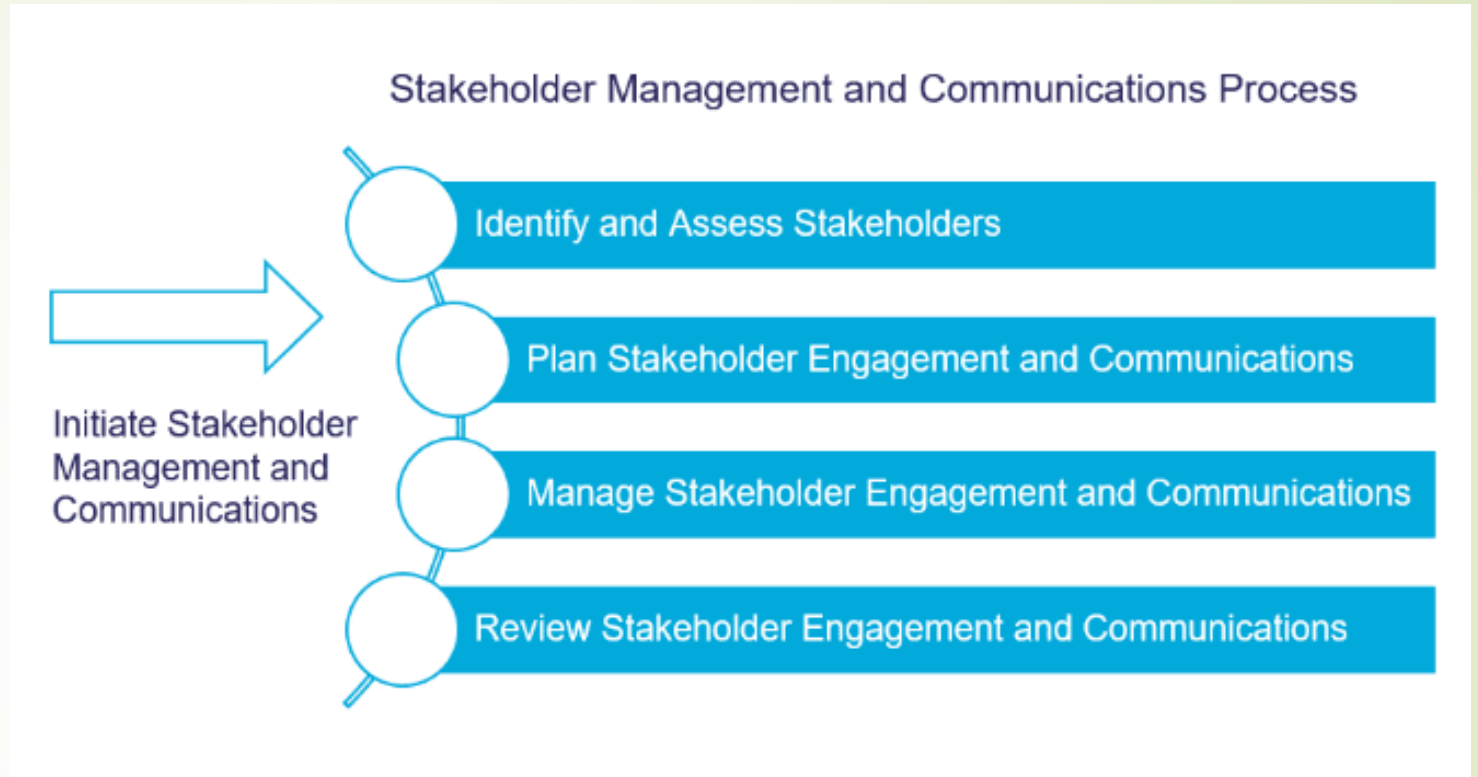 Stakeholder Management and Communications Process
Identify and Assess Stakeholders
Plan Stakeholder Engagement and Communications
Initiate Stakeholder
Management and
Communications
Manage Stakeholder Engagement and Communications
Review Stakeholder Engagement and Communications